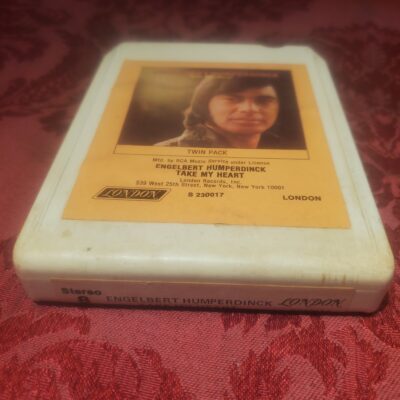 TWIN PACK
Mfd. by RCA Music Service under License
ENGELBERT HUMPERDINCK
TAKE MY HEART
London Records, Inc.
539 West 25th Street, New York, New York 10001
LONDON
S 230017
LONDON
Stereo
8 ENGELBERT HUMPERDINCK LONDON